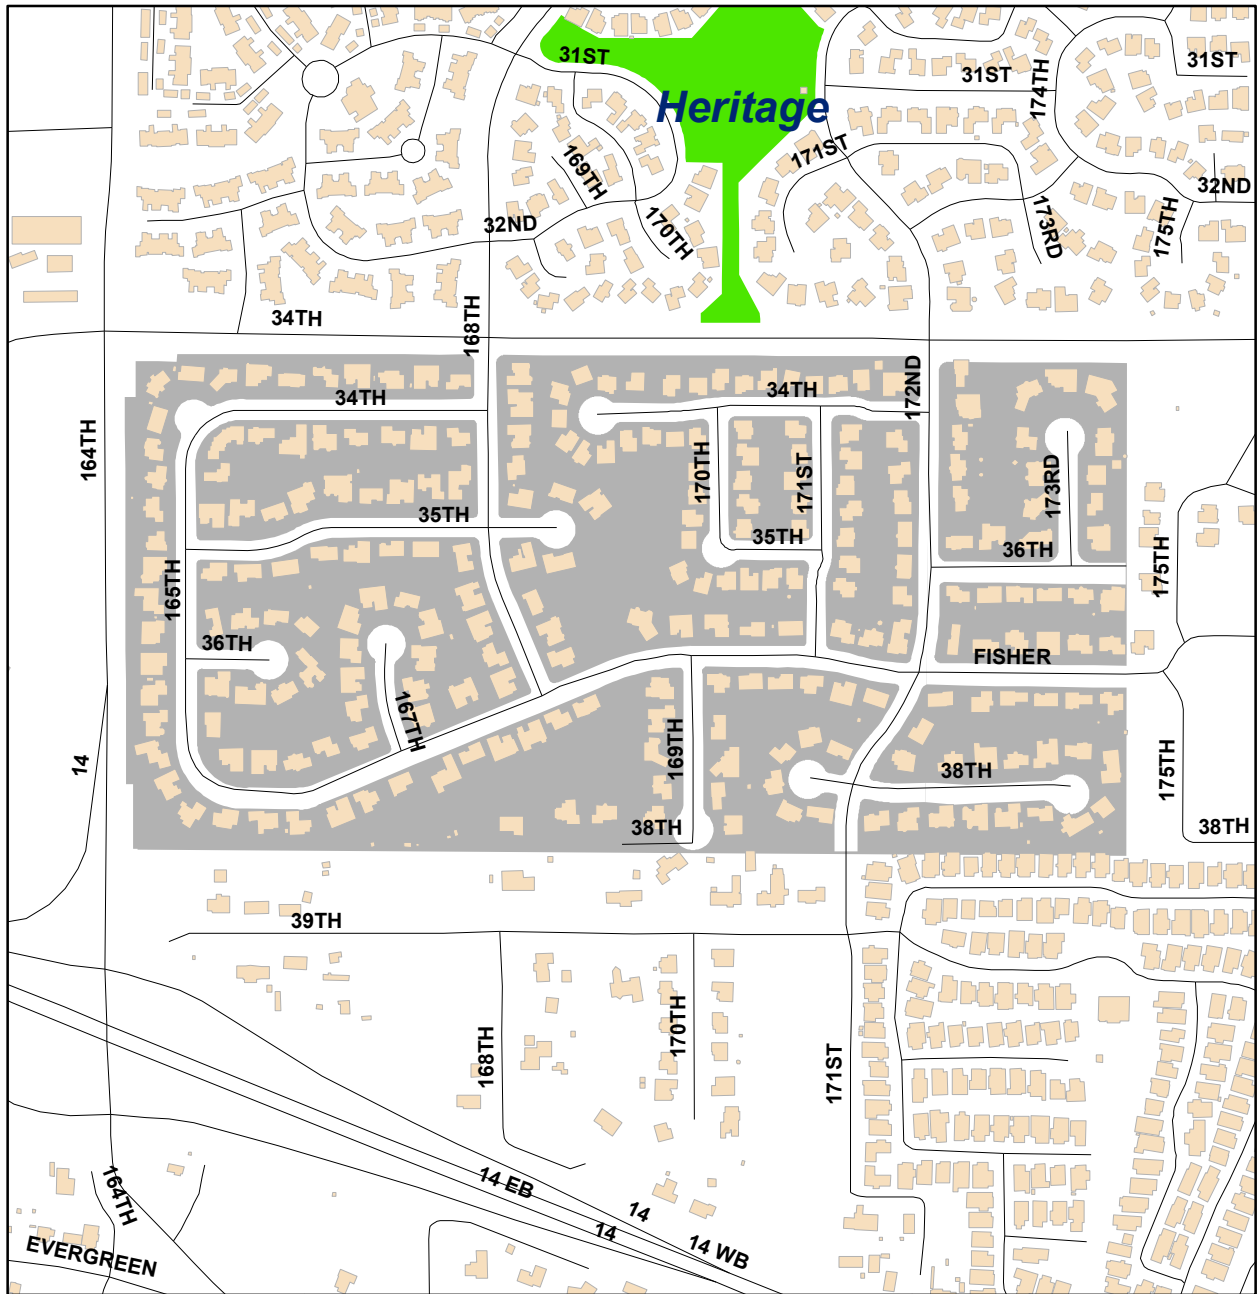 31ST
31ST
31ST
174TH
Heritage
171ST
169TH
32ND
175TH
173RD
170TH
32ND
34TH
168TH
34TH
34TH
172ND
164TH
170TH
171ST
173RD
35TH
35TH
36TH
175TH
165TH
36TH
FISHER
167TH
169TH
14
38TH
175TH
38TH
38TH
39TH
168TH
170TH
171ST
164TH
14 EB
14
14
14 WB
EVERGREEN